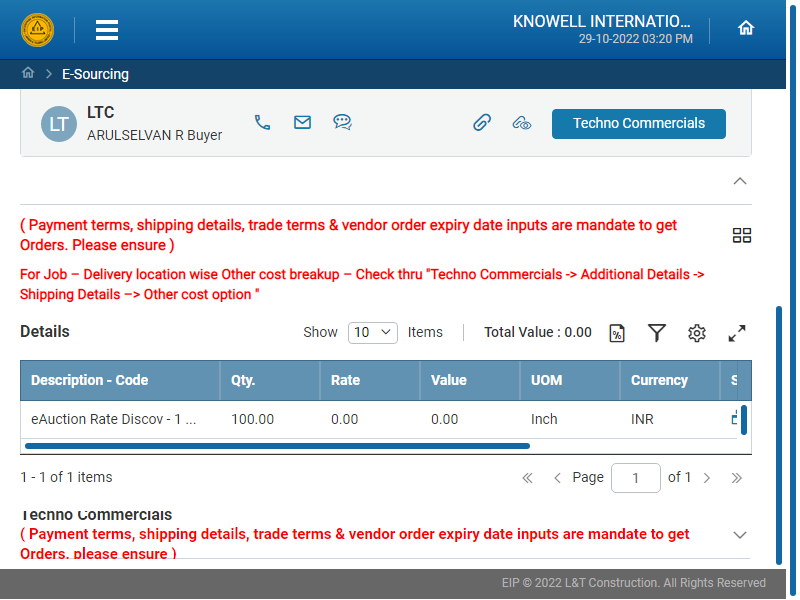 KNOWELL INTERNATIO...
29-10-2022 03:20 PM
E-Sourcing
LT
LTC
ARULSELVAN R Buyer
Techno Commercials
( Payment terms, shipping details, trade terms & vendor order expiry date inputs are mandate to get
Orders. Please ensure )
For Job – Delivery location wise Other cost breakup – Check thru "Techno Commercials -> Additional Details ->
Shipping Details –> Other cost option "
Details
Show 10 Items
Total Value : 0.00
Description - Code Qty. Rate Value UOM Currency S
eAuction Rate Discov - 1 ... 100.00 0.00 0.00 Inch INR
1 - 1 of 1 items
Page 1 of 1
Techno Commercials
( Payment terms, shipping details, trade terms & vendor order expiry date inputs are mandate to get
Orders. please ensure )
EIP © 2022 L&T Construction. All Rights Reserved